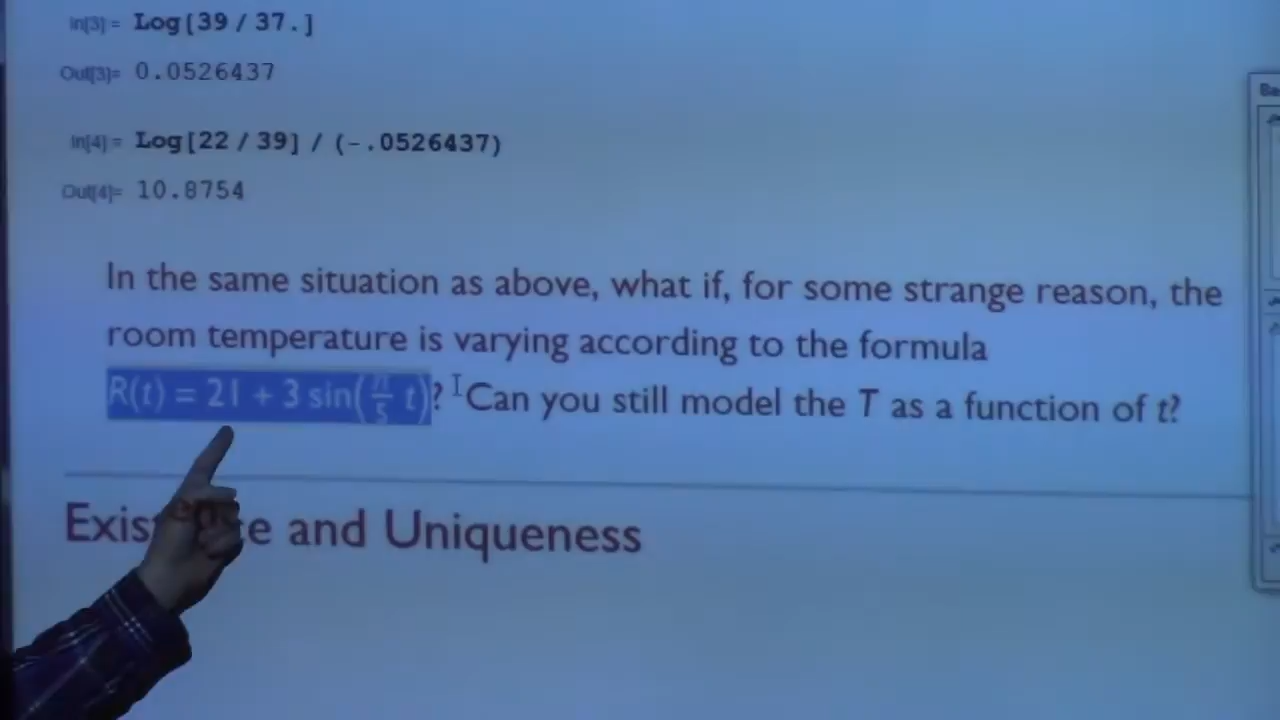 In[3]:= Log[39 / 37.]
Out[3]= 0.0526437
In[4]:= Log[22 / 39] / (-.0526437)
Out[4]= 10.8754
In the same situation as above, what if, for some strange reason, the
room temperature is varying according to the formula
R(t) = 21 + 3 sin(π/5 t)? Can you still model the T as a function of t?
and Uniqueness